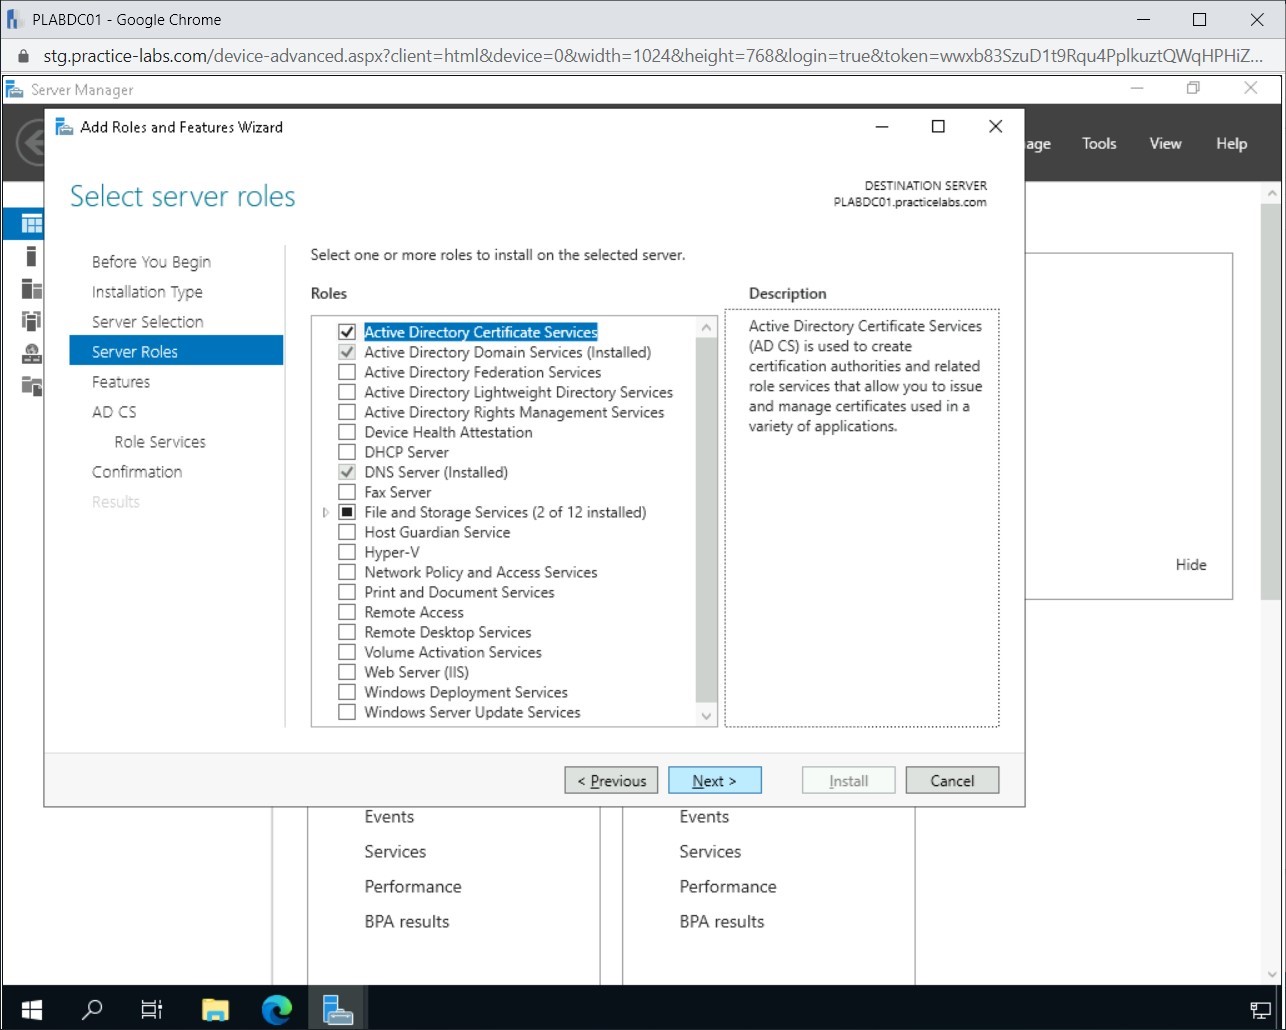 PLABDC01 - Google Chrome
stg.practice-labs.com/device-advanced.aspx?client=html&device=0&width=1024&height=768&login=true&token=wwxb83SzuD1t9Rqu4PplkuztQWqHPHiZ...
Server Manager
Add Roles and Features Wizard
age Tools View Help
Select server roles
DESTINATION SERVER
PLABDC01.practicelabs.com
Before You Begin
Installation Type
Server Selection
Server Roles
Features
AD CS
Role Services
Confirmation
Results
Select one or more roles to install on the selected server.
Roles
Active Directory Certificate Services
Active Directory Domain Services (Installed)
Active Directory Federation Services
Active Directory Lightweight Directory Services
Active Directory Rights Management Services
Device Health Attestation
DHCP Server
DNS Server (Installed)
Fax Server
File and Storage Services (2 of 12 installed)
Host Guardian Service
Hyper-V
Network Policy and Access Services
Print and Document Services
Remote Access
Remote Desktop Services
Volume Activation Services
Web Server (IIS)
Windows Deployment Services
Windows Server Update Services
Description
Active Directory Certificate Services
(AD CS) is used to create
certification authorities and related
role services that allow you to issue
and manage certificates used in a
variety of applications.
Hide
< Previous Next > Install Cancel
Events
Services
Performance
BPA results
Events
Services
Performance
BPA results